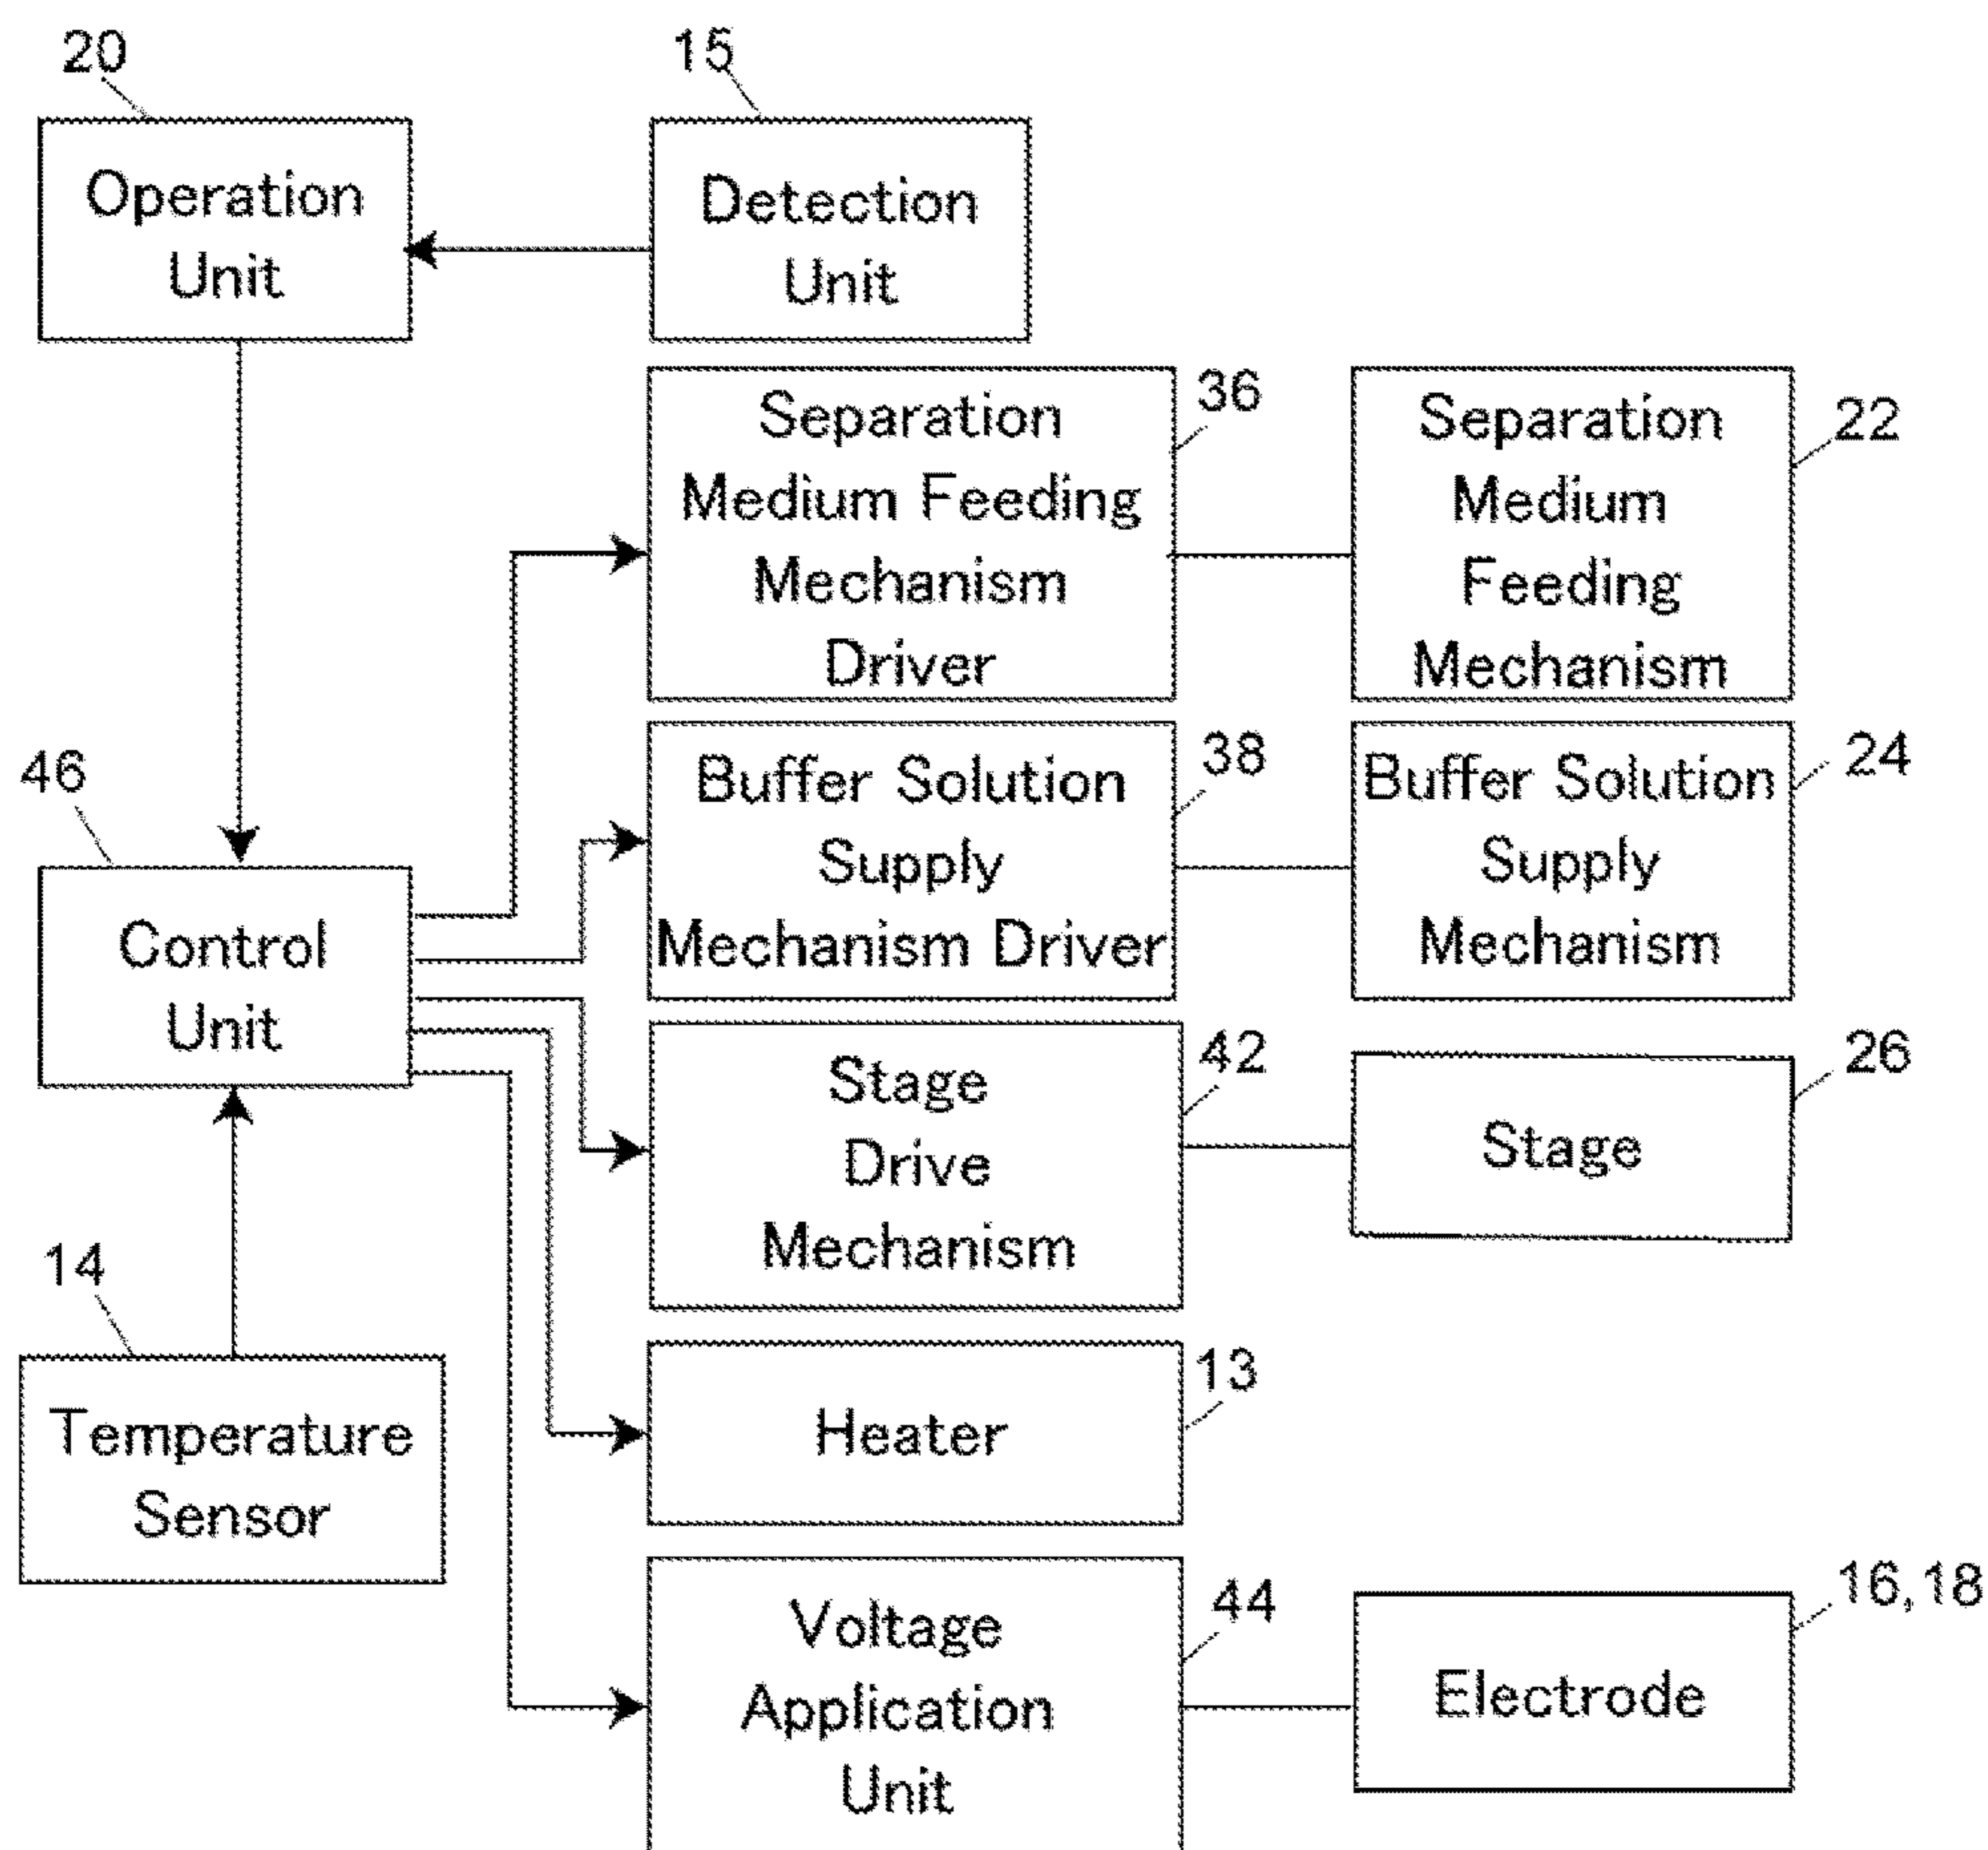 20
15
Operation
Unit
Detection
Unit
36
Separation
Medium Feeding
Mechanism
Driver
22
Separation
Medium
Feeding
Mechanism
46
Control
Unit
38
Buffer Solution
Supply
Mechanism Driver
24
Buffer Solution
Supply
Mechanism
42
Stage
Drive
Mechanism
26
Stage
14
Temperature
Sensor
13
Heater
44
Voltage
Application
Unit
16,18
Electrode